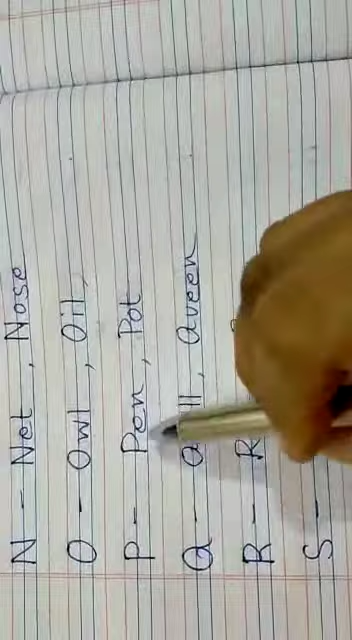 N - Net, Nose
O - Owl, Oil,
P - Pen, Pot
Q - Queen
R - R
S -